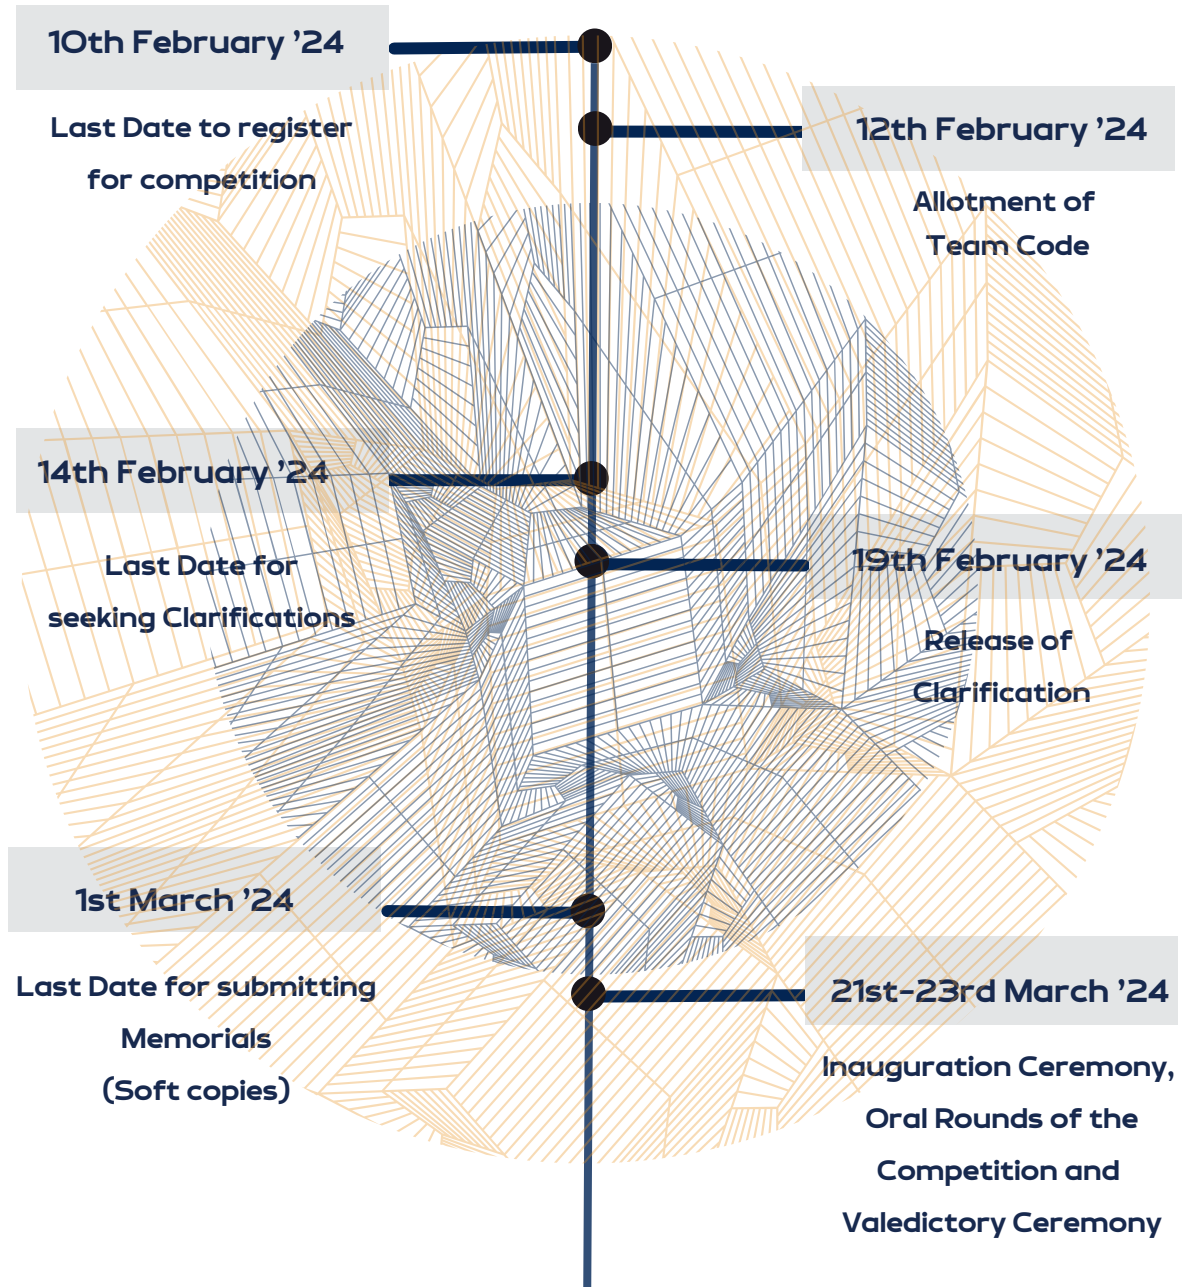 10th February ’24
Last Date to register
for competition
12th February ’24
Allotment of
Team Code
14th February ’24
Last Date for
seeking Clarifications
19th February ’24
Release of
Clarification
1st March ’24
Last Date for submitting
Memorials
(Soft copies)
21st-23rd March ’24
Inauguration Ceremony,
Oral Rounds of the
Competition and
Valedictory Ceremony